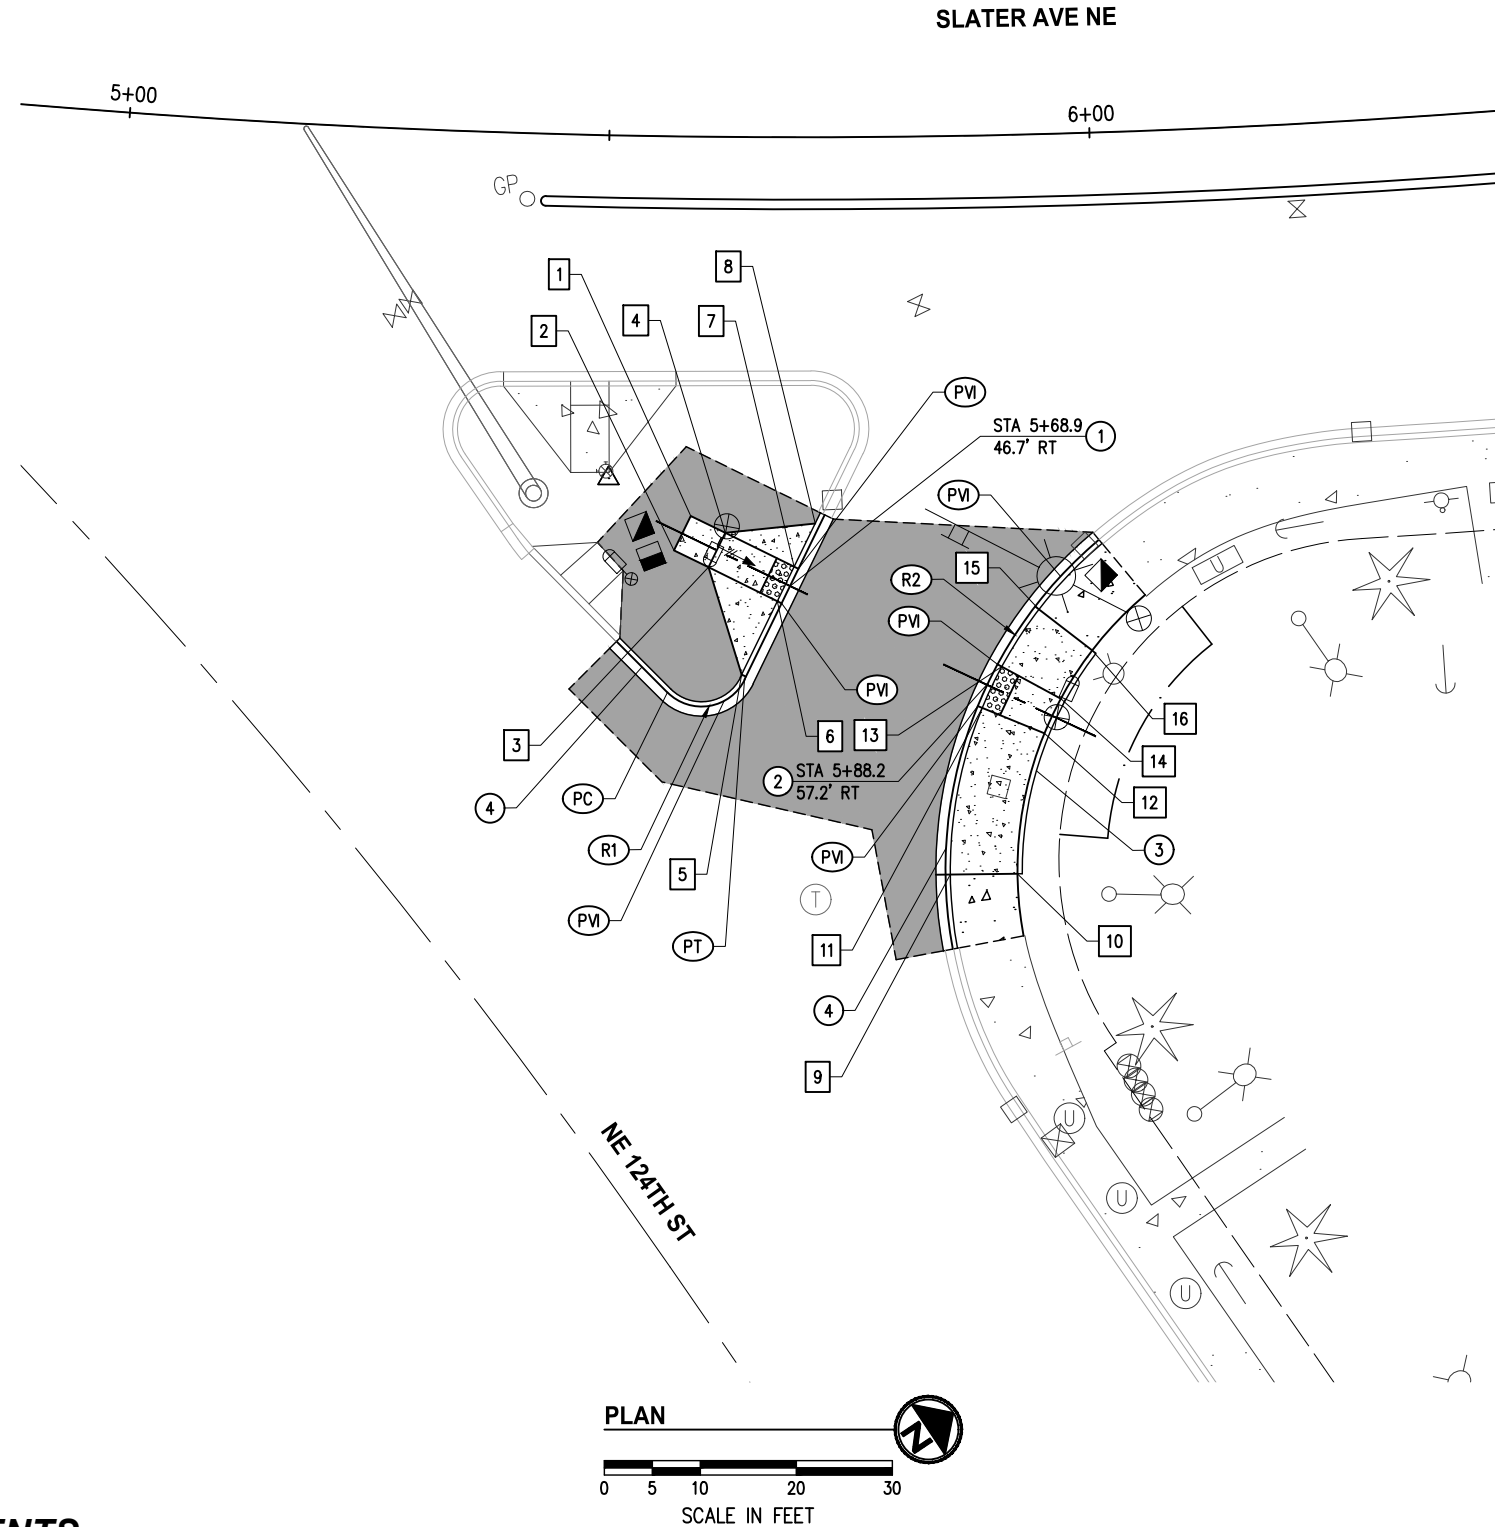 SLATER AVE NE
5+00
6+00
GP
1
8
2
4
7
PVI
STA 5+68.9
46.7' RT
1
PVI
15
R2
U
PVI
PVI
3
6
13
16
2
STA 5+88.2
57.2' RT
14
4
PC
12
R1
PVI
3
5
T
PVI
PT
11
10
4
9
U
NE 124TH ST
U
U
PLAN
N
0 5 10 20 30
SCALE IN FEET